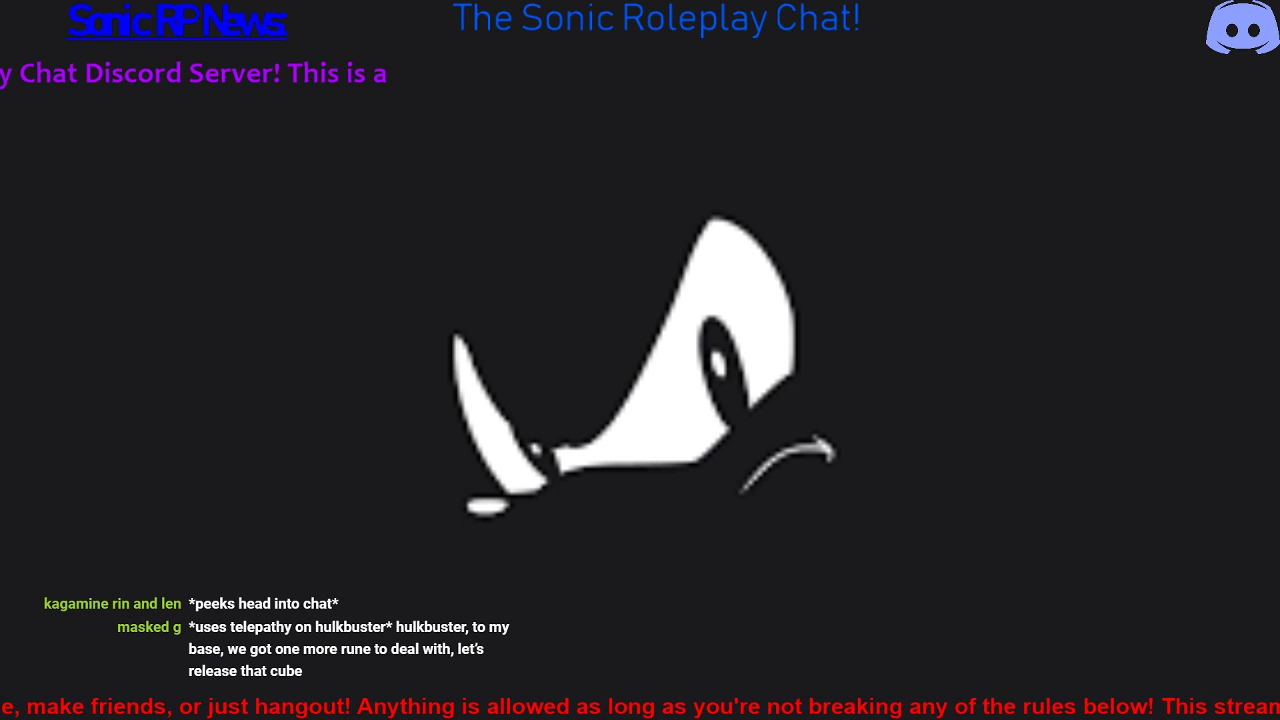 Sonic RP News:
The Sonic Roleplay Chat!
y Chat Discord Server! This is a
kagamine rin and len *peeks head into chat*
masked g *uses telepathy on hulkbuster* hulkbuster, to my
base, we got one more rune to deal with, let's
release that cube
e, make friends, or just hangout! Anything is allowed as long as you're not breaking any of the rules below! This strean